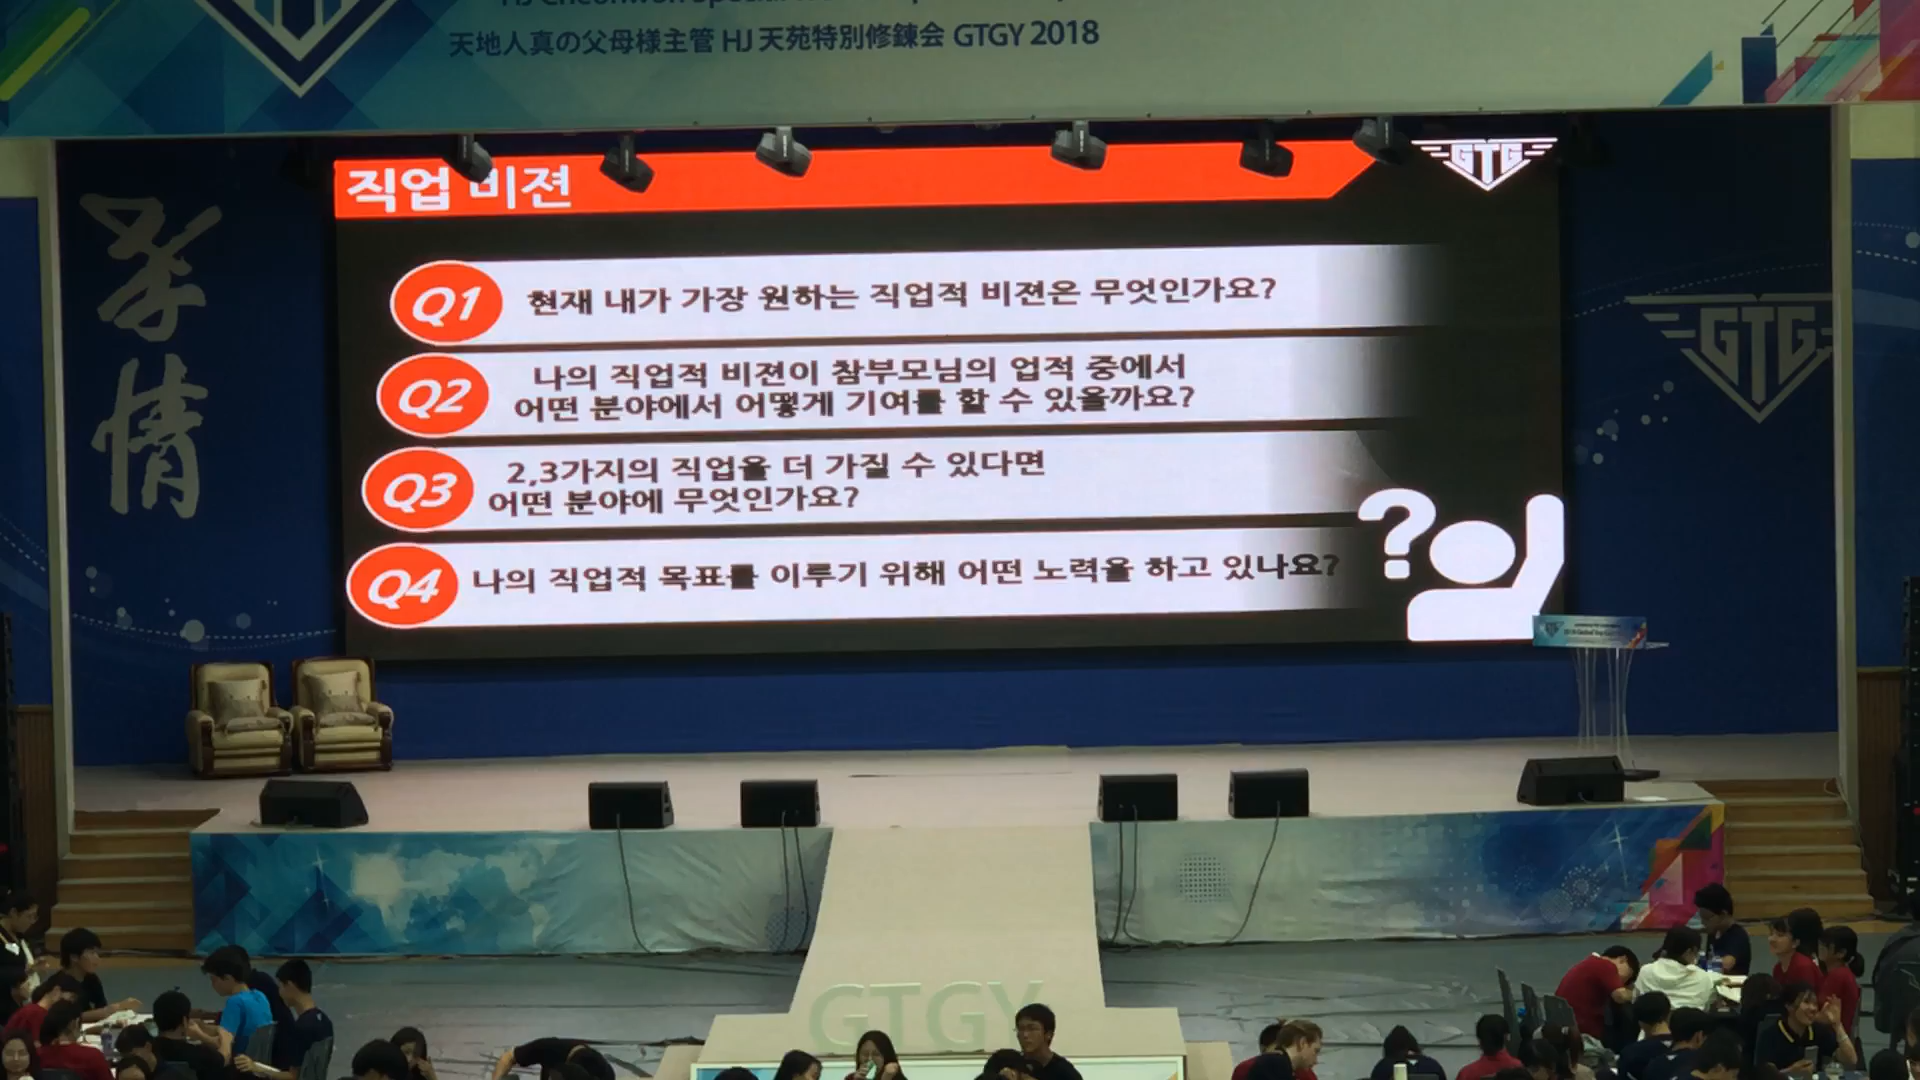 天地人真の父母様主管 HJ 天苑特別修錬会 GTGY 2018
직업 비젼
GTG
Q1 현재 내가 가장 원하는 직업적 비젼은 무엇인가요?
Q2 나의 직업적 비젼이 참부모님의 업적 중에서
어떤 분야에서 어떻게 기여를 할 수 있을까요?
Q3 2,3가지의 직업을 더 가질 수 있다면
어떤 분야에 무엇인가요?
Q4 나의 직업적 목표를 이루기 위해 어떤 노력을 하고 있나요?
孝情
GTG
GTGY